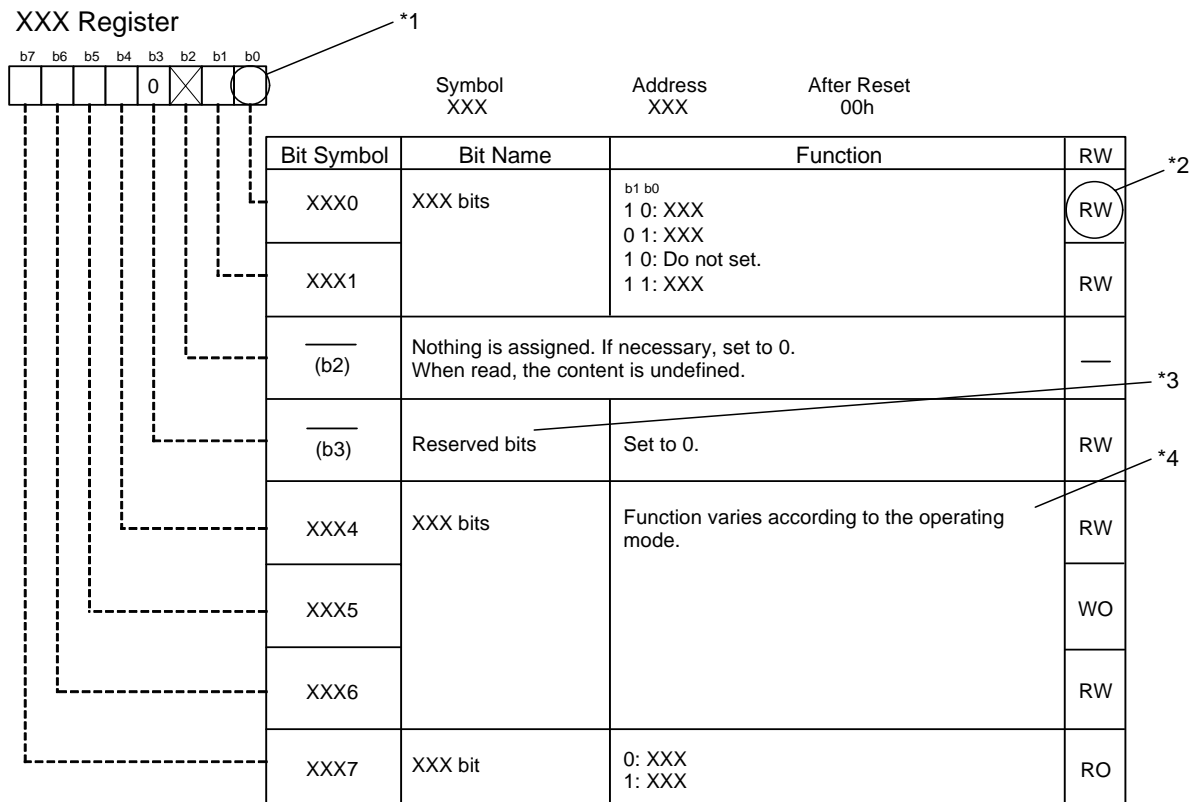 XXX Register
*1
b7 b6 b5 b4 b3 b2 b1 b0
0
Symbol Address After Reset
XXX XXX 00h
Bit Symbol Bit Name Function RW
*2
XXX0 XXX bits b1 b0 RW
1 0: XXX
0 1: XXX
1 0: Do not set.
1 1: XXX
XXX1 RW
(b2) Nothing is assigned. If necessary, set to 0. —
When read, the content is undefined.
*3
(b3) Reserved bits Set to 0. RW
*4
XXX4 XXX bits Function varies according to the operating RW
mode.
XXX5 WO
XXX6 RW
XXX7 XXX bit 0: XXX RO
1: XXX